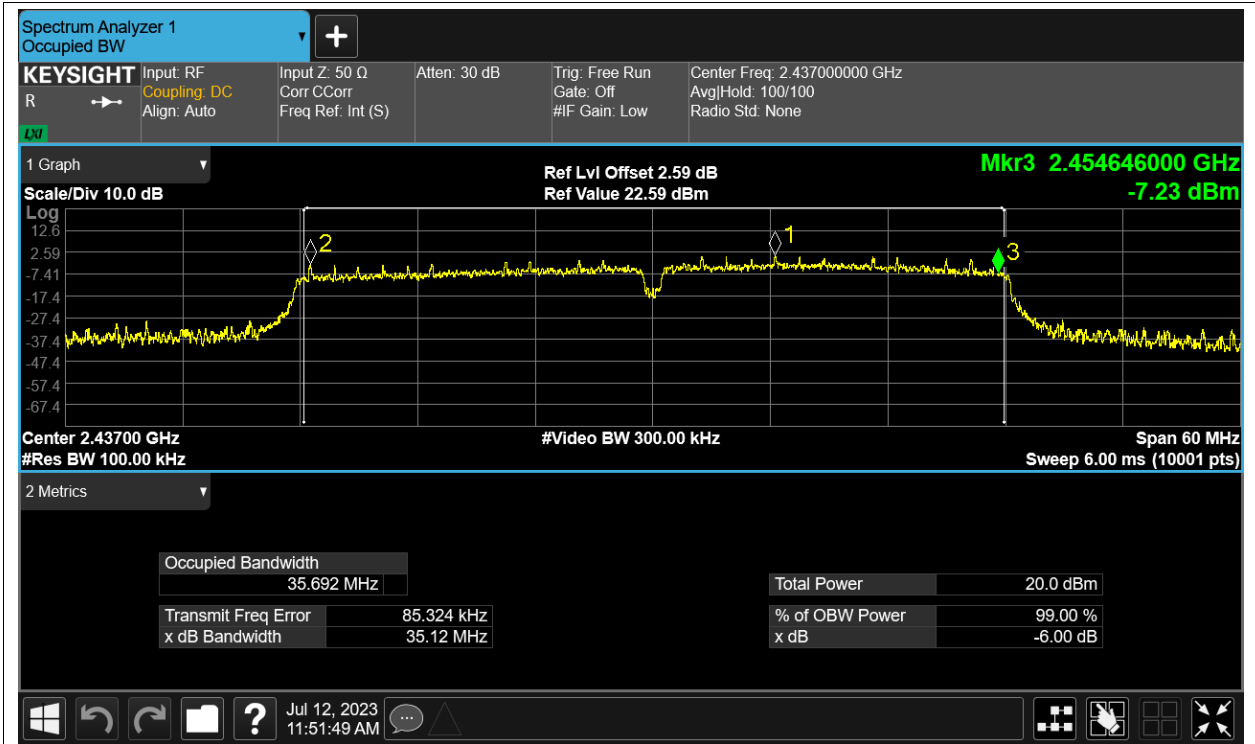 Spectrum Analyzer 1
Occupied BW
+
KEYSIGHT
R
LXI
Input: RF
Coupling: DC
Align: Auto
Input Z: 50 Ω
Corr CCorr
Freq Ref: Int (S)
Atten: 30 dB
Trig: Free Run
Gate: Off
#IF Gain: Low
Center Freq: 2.437000000 GHz
Avg|Hold: 100/100
Radio Std: None
1 Graph
Scale/Div 10.0 dB
Ref Lvl Offset 2.59 dB
Ref Value 22.59 dBm
Mkr3 2.454646000 GHz
-7.23 dBm
Log
12.6
2.59
-7.41
-17.4
-27.4
-37.4
-47.4
-57.4
-67.4
2
1
3
Center 2.43700 GHz
#Res BW 100.00 kHz
#Video BW 300.00 kHz
Span 60 MHz
Sweep 6.00 ms (10001 pts)
2 Metrics
Occupied Bandwidth
35.692 MHz
Transmit Freq Error 85.324 kHz
x dB Bandwidth 35.12 MHz
Total Power 20.0 dBm
% of OBW Power 99.00 %
x dB -6.00 dB
?
Jul 12, 2023
11:51:49 AM